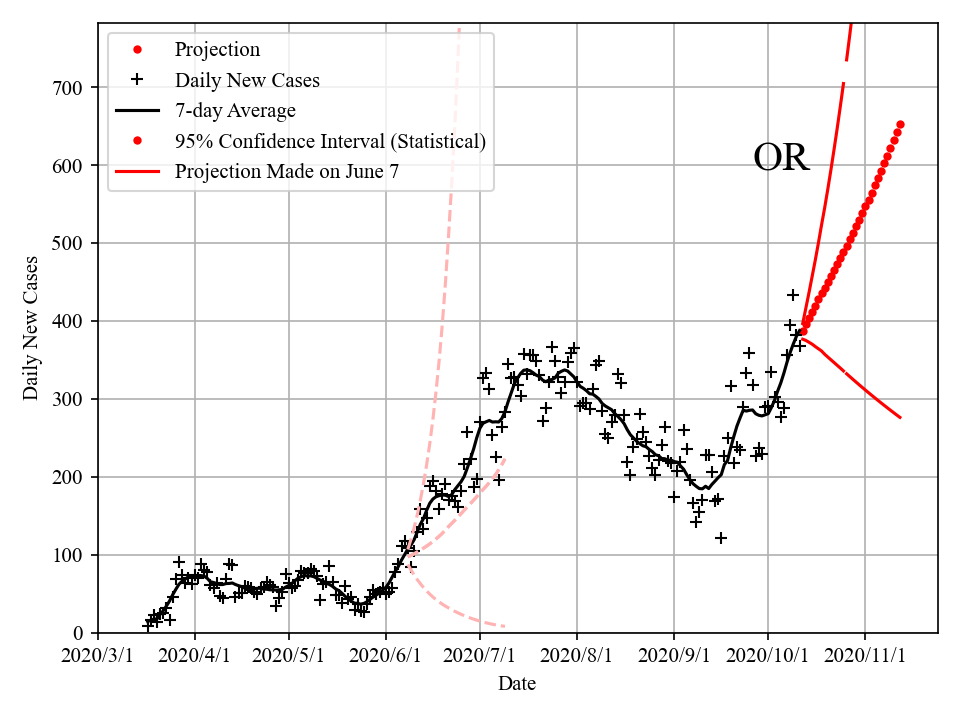 Projection
Daily New Cases
7-day Average
95% Confidence Interval (Statistical)
Projection Made on June 7
OR
Daily New Cases
700
600
500
400
300
200
100
0
2020/3/1 2020/4/1 2020/5/1 2020/6/1 2020/7/1 2020/8/1 2020/9/1 2020/10/1 2020/11/1
Date